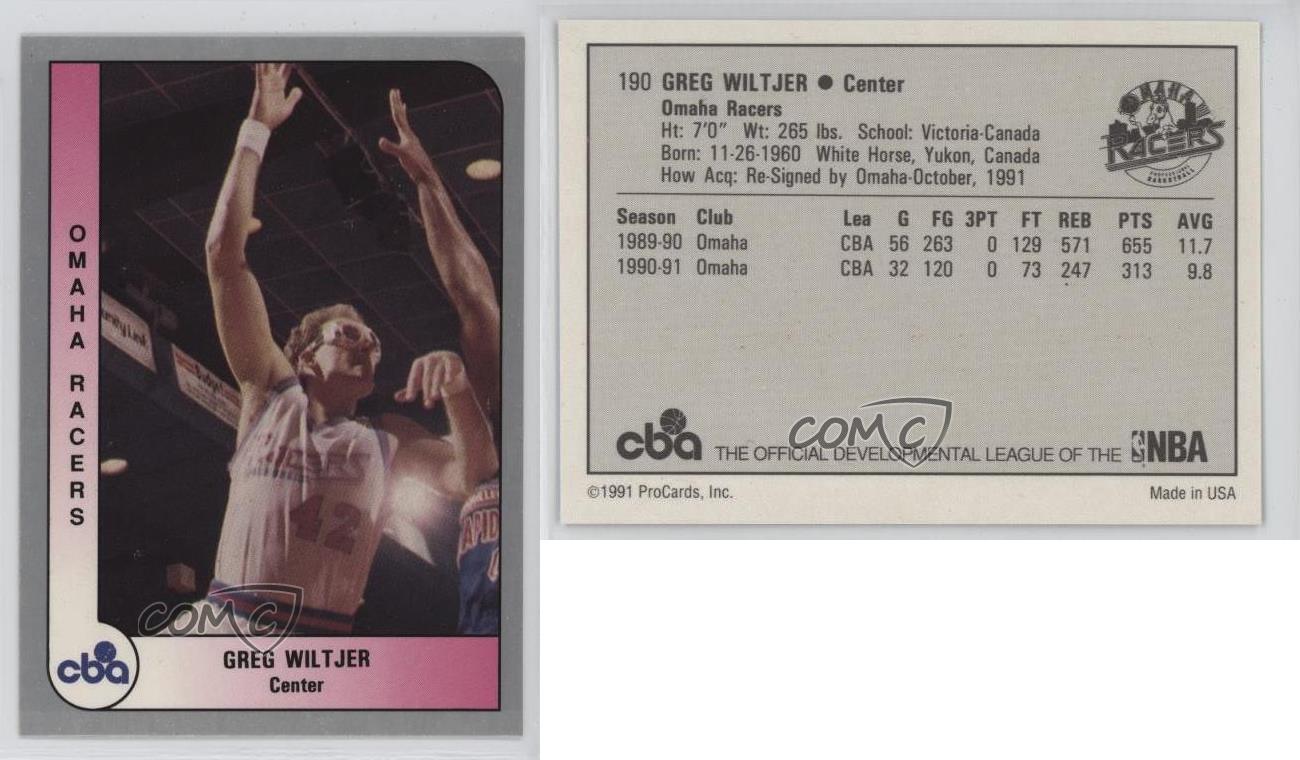 OMAHA RACERS
42
APID
COMC
cba
GREG WILTJER
Center
190 GREG WILTJER ● Center
Omaha Racers
Ht: 7'0" Wt: 265 lbs. School: Victoria-Canada
Born: 11-26-1960 White Horse, Yukon, Canada
How Acq: Re-Signed by Omaha-October, 1991
OMAHA
RACERS
PROFESSIONAL BASKETBALL
Season Club Lea G FG 3PT FT REB PTS AVG
1989-90 Omaha CBA 56 263 0 129 571 655 11.7
1990-91 Omaha CBA 32 120 0 73 247 313 9.8
COMC
cba THE OFFICIAL DEVELOPMENTAL LEAGUE OF THE NBA
©1991 ProCards, Inc. Made in USA